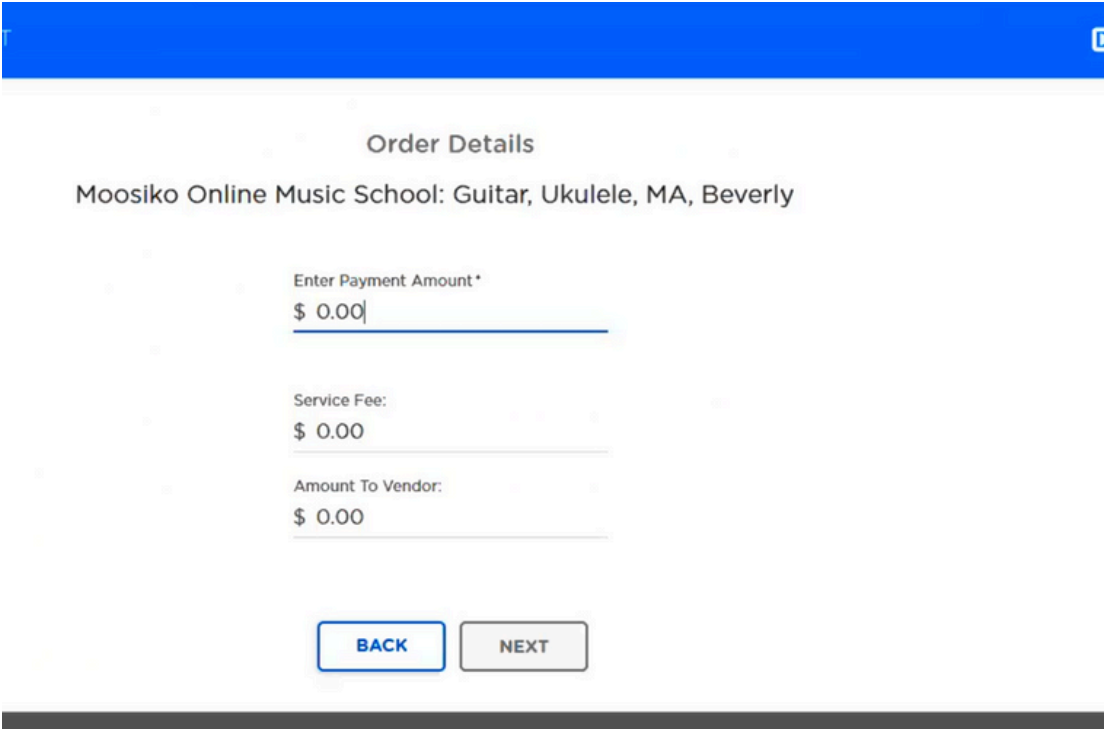 T
Order Details
Moosiko Online Music School: Guitar, Ukulele, MA, Beverly
Enter Payment Amount*
$ 0.00
Service Fee:
$ 0.00
Amount To Vendor:
$ 0.00
BACK NEXT